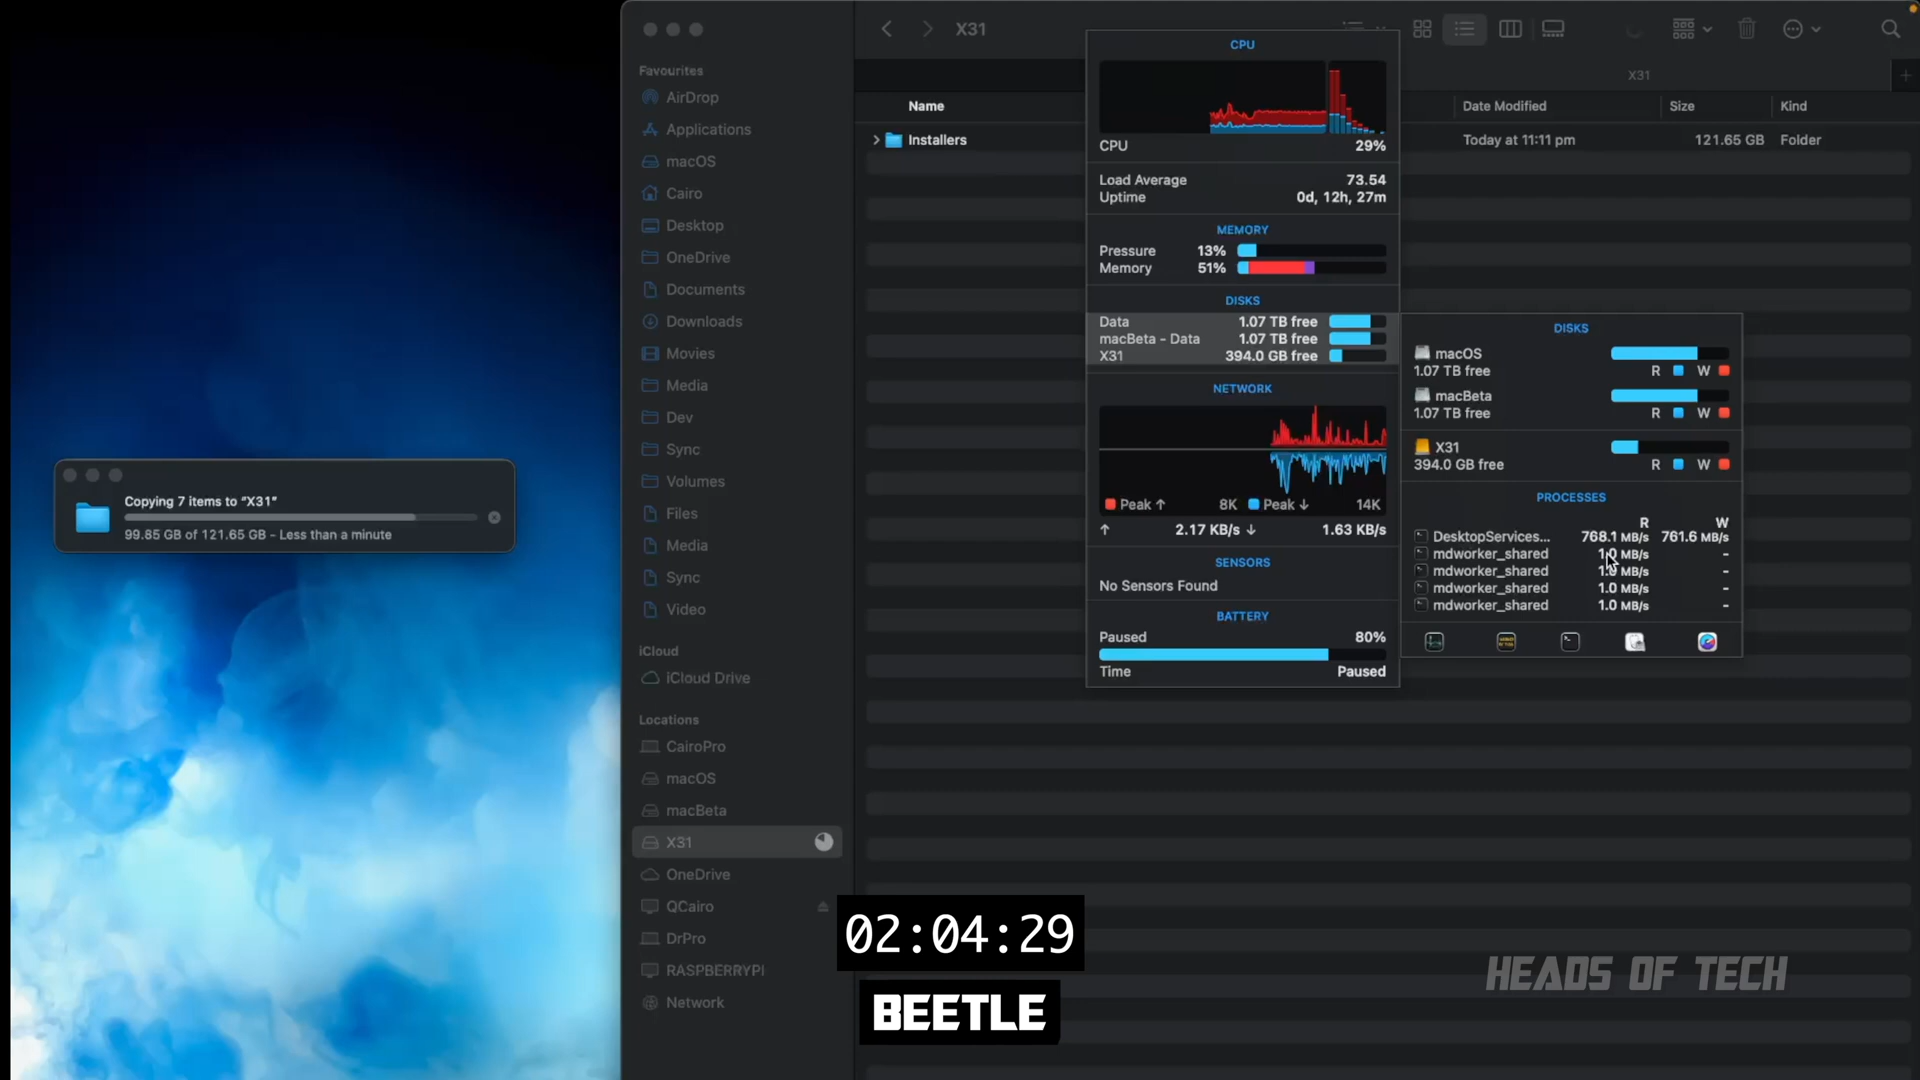 X31
Favourites
AirDrop
Applications
macOS
Cairo
Desktop
OneDrive
Documents
Downloads
Movies
Media
Dev
Sync
Volumes
Files
Media
Sync
Video
iCloud
iCloud Drive
Locations
CairoPro
macOS
macBeta
X31
OneDrive
QCairo
DrPro
RASPBERRYPI
Network
Copying 7 items to “X31”
99.85 GB of 121.65 GB - Less than a minute
X31
Name Date Modified Size Kind
Installers Today at 11:11 pm 121.65 GB Folder
CPU
CPU 29%
Load Average 73.54
Uptime 0d, 12h, 27m
MEMORY
Pressure 13%
Memory 51%
DISKS
Data 1.07 TB free
macBeta - Data 1.07 TB free
X31 394.0 GB free
NETWORK
Peak ↑ 8K Peak ↓ 14K
↑ 2.17 KB/s ↓ 1.63 KB/s
SENSORS
No Sensors Found
BATTERY
Paused 80%
Time Paused
DISKS
macOS
1.07 TB free R W
macBeta
1.07 TB free R W
X31
394.0 GB free R W
PROCESSES
R W
DesktopServices... 768.1 MB/s 761.6 MB/s
mdworker_shared 1.0 MB/s -
mdworker_shared 1.0 MB/s -
mdworker_shared 1.0 MB/s -
mdworker_shared 1.0 MB/s -
02:04:29
BEETLE
HEADS OF TECH